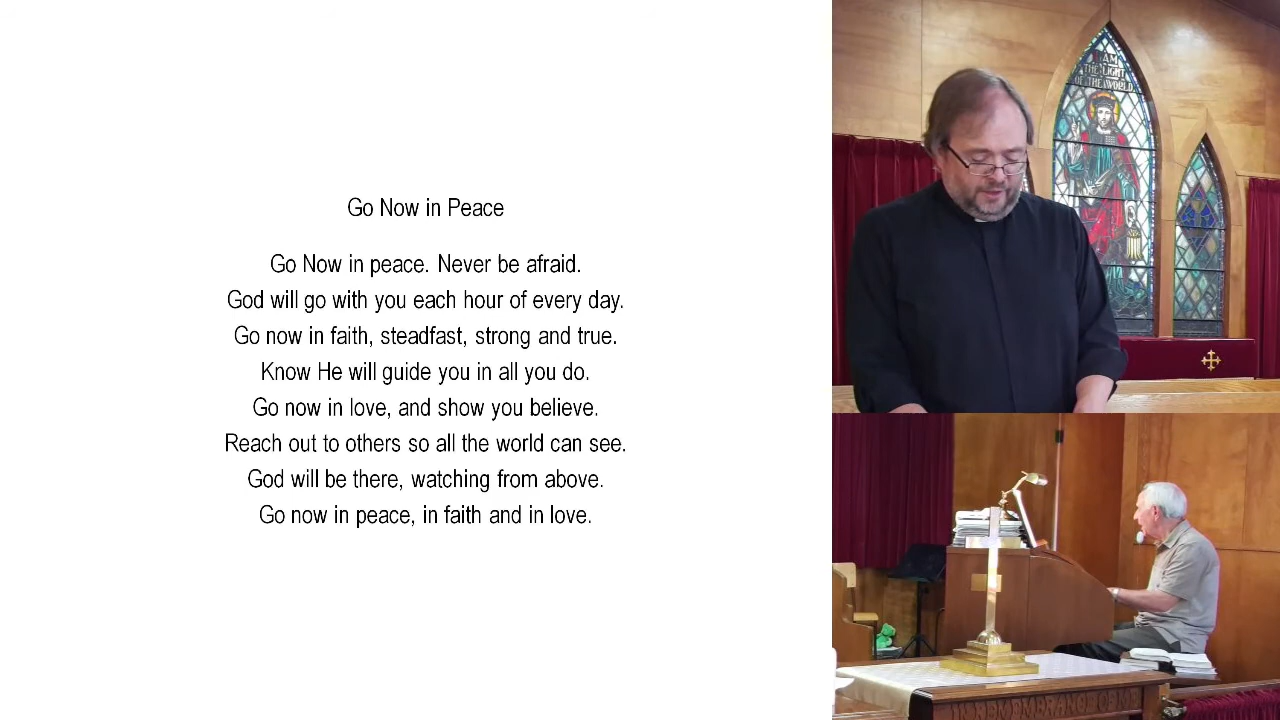 Go Now in Peace
Go Now in peace. Never be afraid.
God will go with you each hour of every day.
Go now in faith, steadfast, strong and true.
Know He will guide you in all you do.
Go now in love, and show you believe.
Reach out to others so all the world can see.
God will be there, watching from above.
Go now in peace, in faith and in love.
I AM
THE LIGHT
OF THE WORLD